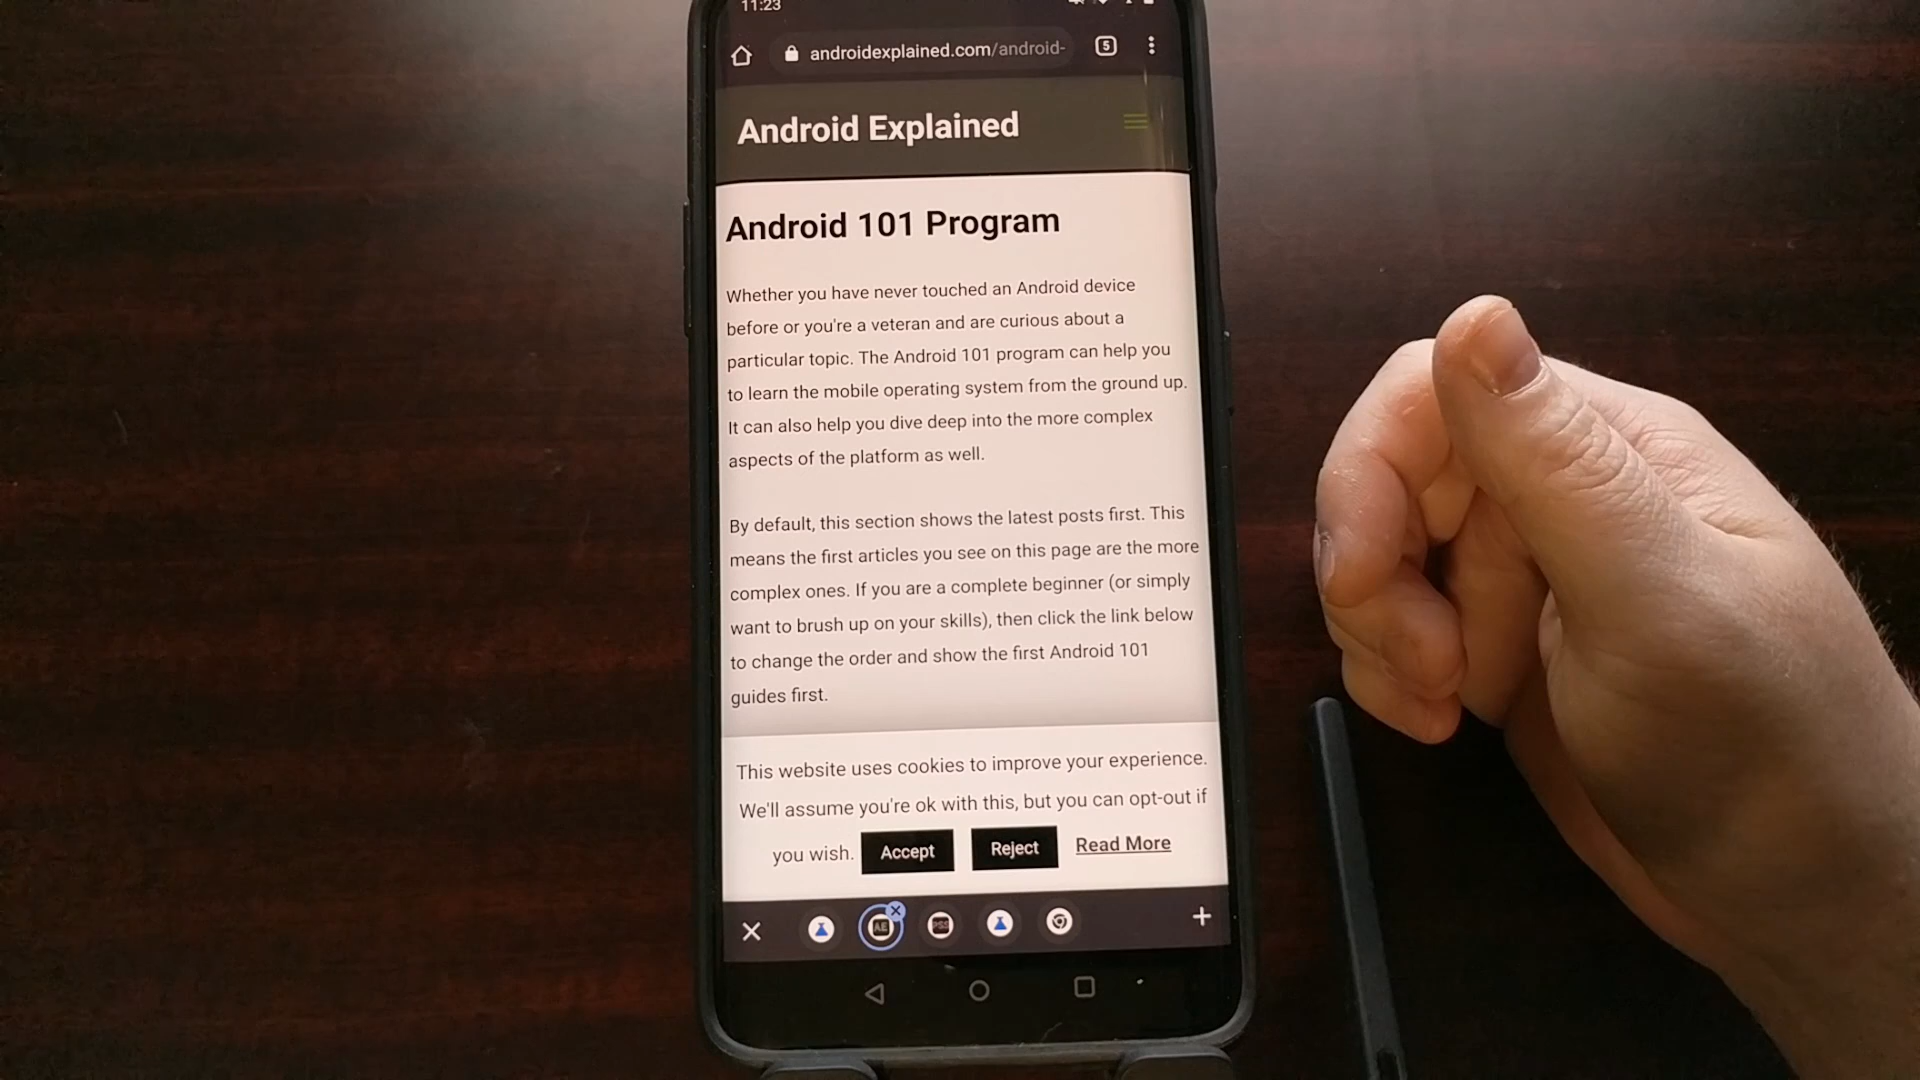 11:23
androidexplained.com/android-
5
Android Explained
Android 101 Program
Whether you have never touched an Android device
before or you're a veteran and are curious about a
particular topic. The Android 101 program can help you
to learn the mobile operating system from the ground up.
It can also help you dive deep into the more complex
aspects of the platform as well.
By default, this section shows the latest posts first. This
means the first articles you see on this page are the more
complex ones. If you are a complete beginner (or simply
want to brush up on your skills), then click the link below
to change the order and show the first Android 101
guides first.
This website uses cookies to improve your experience.
We'll assume you're ok with this, but you can opt-out if
you wish. Accept Reject Read More
AE PSS